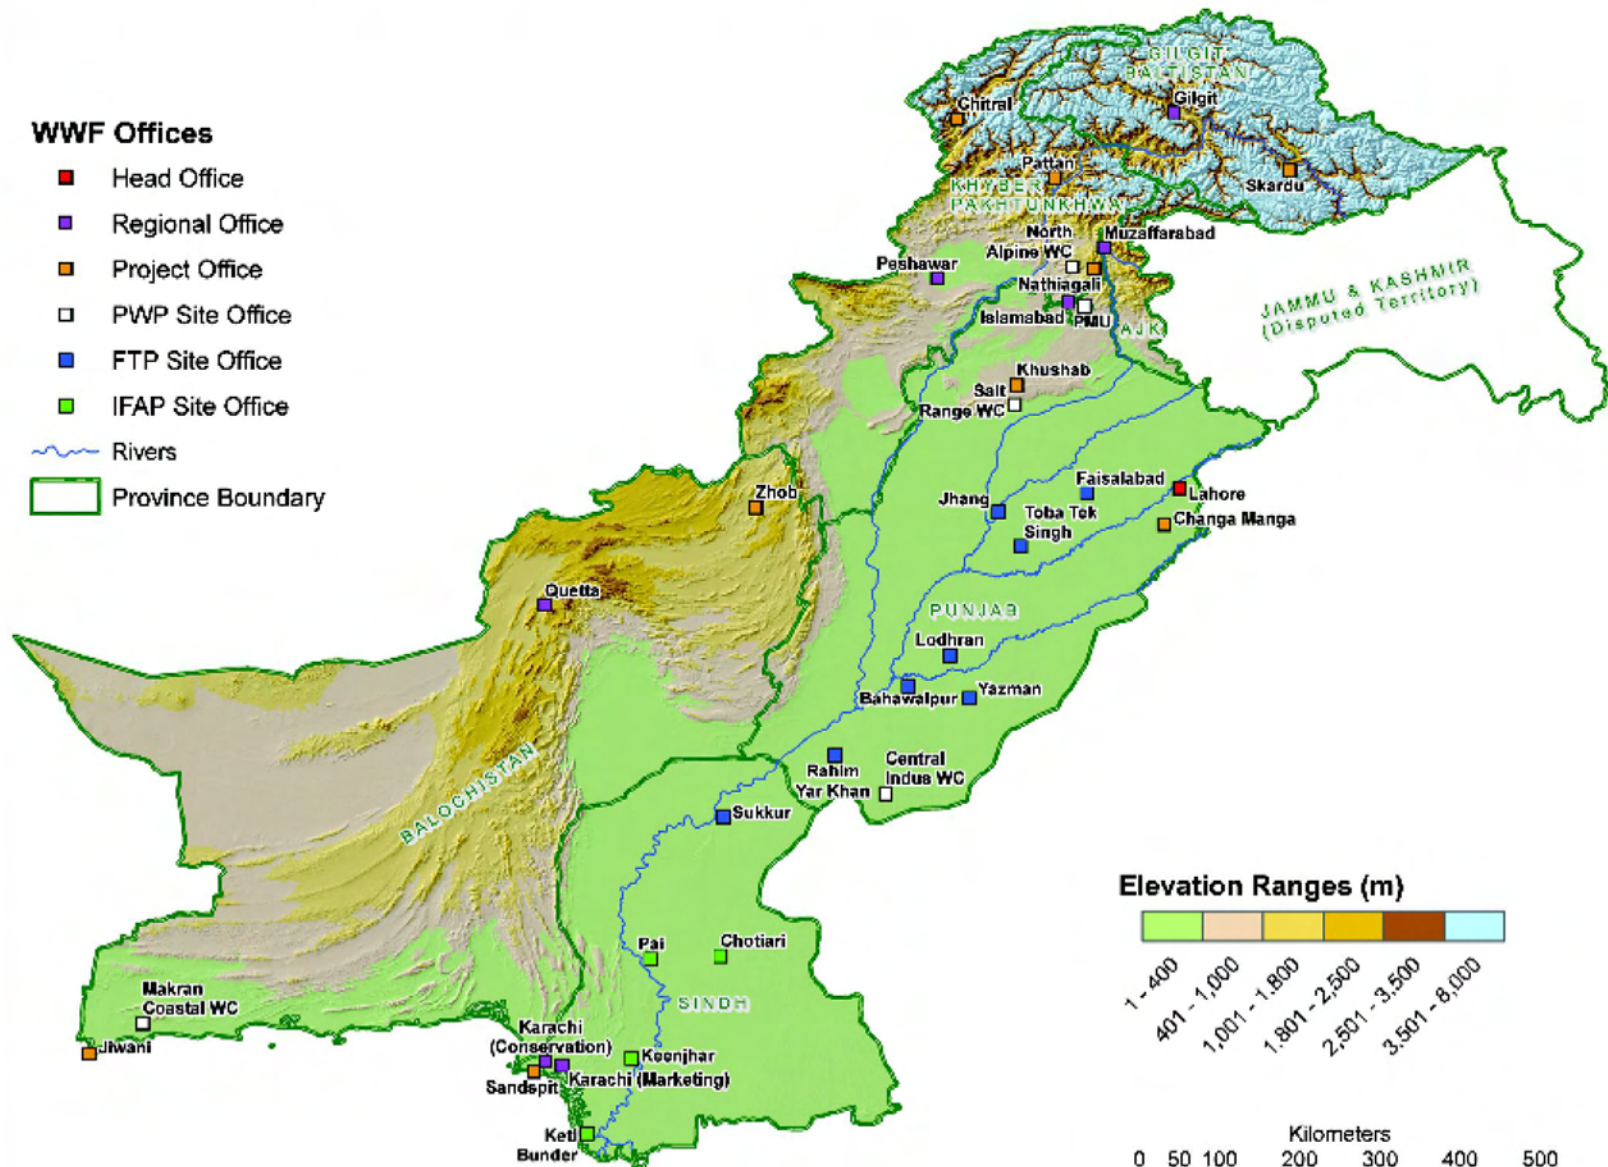 WWF Offices
Head Office
Regional Office
Project Office
PWP Site Office
FTP Site Office
IFAP Site Office
Rivers
Province Boundary
GILGIT
BALTISTAN
Chitral
Gilgit
Pattan
Skardu
KHYBER
PAKHTUNKHWA
North
Alpine WC
Muzaffarabad
Peshawar
Nathiagali
Islamabad
PMU
AJK
JAMMU & KASHMIR
(Disputed Territory)
Khushab
Salt
Range WC
Zhob
Faisalabad
Jhang
Lahore
Toba Tek
Singh
Changa Manga
Quetta
PUNJAB
Lodhran
Bahawalpur
Yazman
Rahim
Yar Khan
Central
Indus WC
BALOCHISTAN
Sukkur
Pai
Chotiari
SINDH
Makran
Coastal WC
Jiwani
Karachi
(Conservation)
Keenjhar
Sandspit
Karachi (Marketing)
Keti
Bunder
Elevation Ranges (m)
1 - 400
401 - 1,000
1,001 - 1.800
1.801 - 2,500
2,501 - 3,500
3.501 - 8,000
Kilometers
0 50 100 200 300 400 500